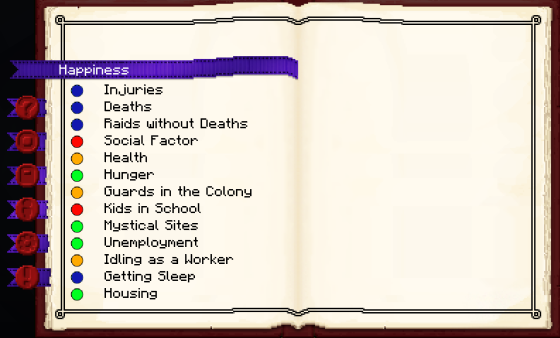 Happiness
Injuries
Deaths
Raids without Deaths
Social Factor
Health
Hunger
Guards in the Colony
Kids in School
Mystical Sites
Unemployment
Idling as a Worker
Getting Sleep
Housing